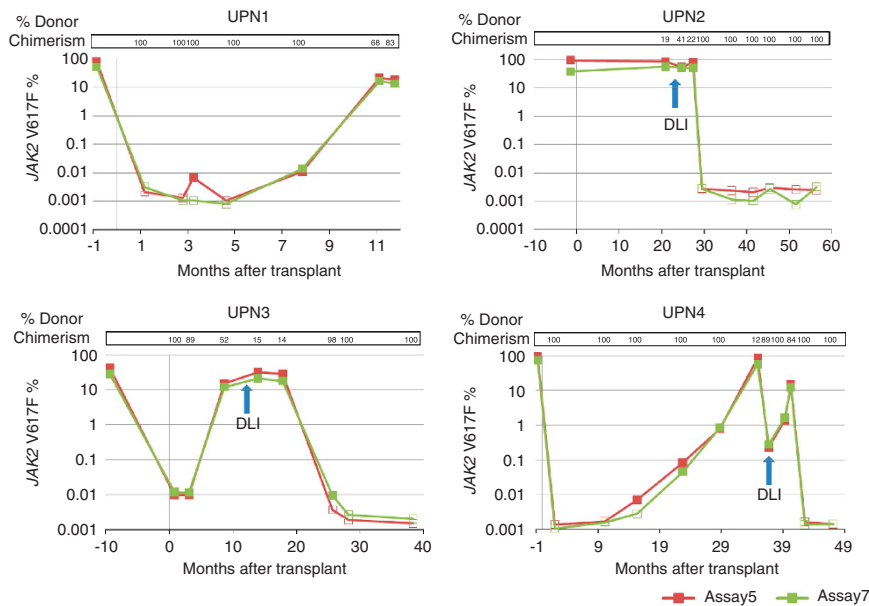 % Donor
Chimerism
UPN1
100 100 100 100 100 68 83
JAK2 V617F %
100
10
1
0.1
0.01
0.001
0.0001
-1 1 3 5 7 9 11
Months after transplant
% Donor
Chimerism
UPN2
19 41 22 100 100 100 100 100 100
JAK2 V617F %
100
10
1
0.1
0.01
0.001
0.0001
DLI
-10 0 10 20 30 40 50 60
Months after transplant
% Donor
Chimerism
UPN3
100 89 52 15 14 98 100 100
JAK2 V617F %
100
10
1
0.1
0.01
0.001
DLI
-10 0 10 20 30 40
Months after transplant
% Donor
Chimerism
UPN4
100 100 100 100 100 12 89 100 84 100 100
JAK2 V617F %
100
10
1
0.1
0.01
0.001
DLI
-1 9 19 29 39 49
Months after transplant
Assay5 Assay7